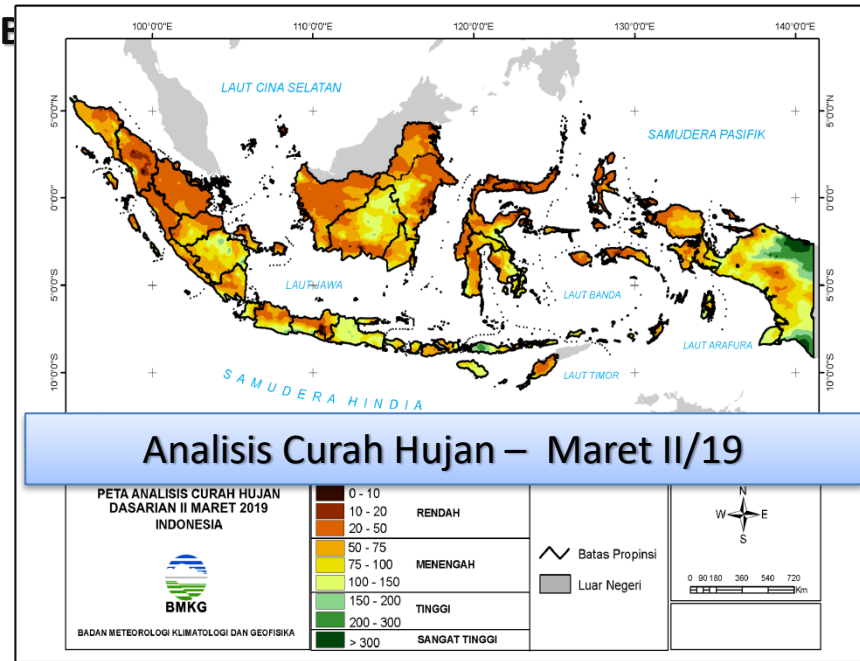 B
100°0'0"E 110°0'0"E 120°0'0"E 130°0'0"E 140°0'0"E
LAUT CINA SELATAN
SAMUDERA PASIFIK
5°0'0"N
0°0'0"
5°0'0"S
10°0'0"S
5°0'0"N
0°0'0"
5°0'0"S
10°0'0"S
LAUT JAWA
LAUT BANDA
LAUT ARAFURA
LAUT TIMOR
SAMUDERA HINDIA
Analisis Curah Hujan – Maret II/19
PETA ANALISIS CURAH HUJAN
DASARIAN II MARET 2019
INDONESIA
BMKG
BADAN METEOROLOGI KLIMATOLOGI DAN GEOFISIKA
0 - 10
10 - 20
20 - 50
RENDAH
50 - 75
75 - 100
100 - 150
MENENGAH
150 - 200
200 - 300
TINGGI
> 300
SANGAT TINGGI
Batas Propinsi
Luar Negeri
N
W E
S
0 90 180 360 540 720
Km